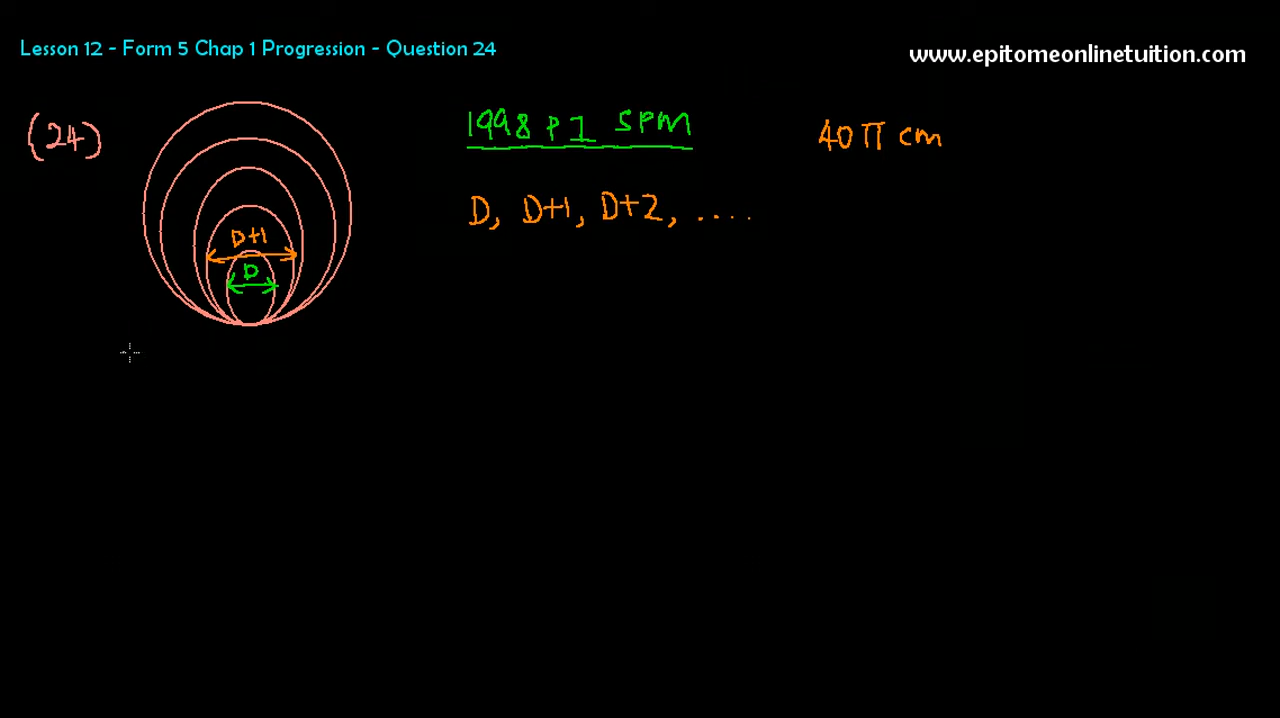 Lesson 12 - Form 5 Chap 1 Progression - Question 24
www.epitomeonlinetuition.com
(24)
1998 P1 SPM
40π cm
D, D+1, D+2, ....
D+1
D